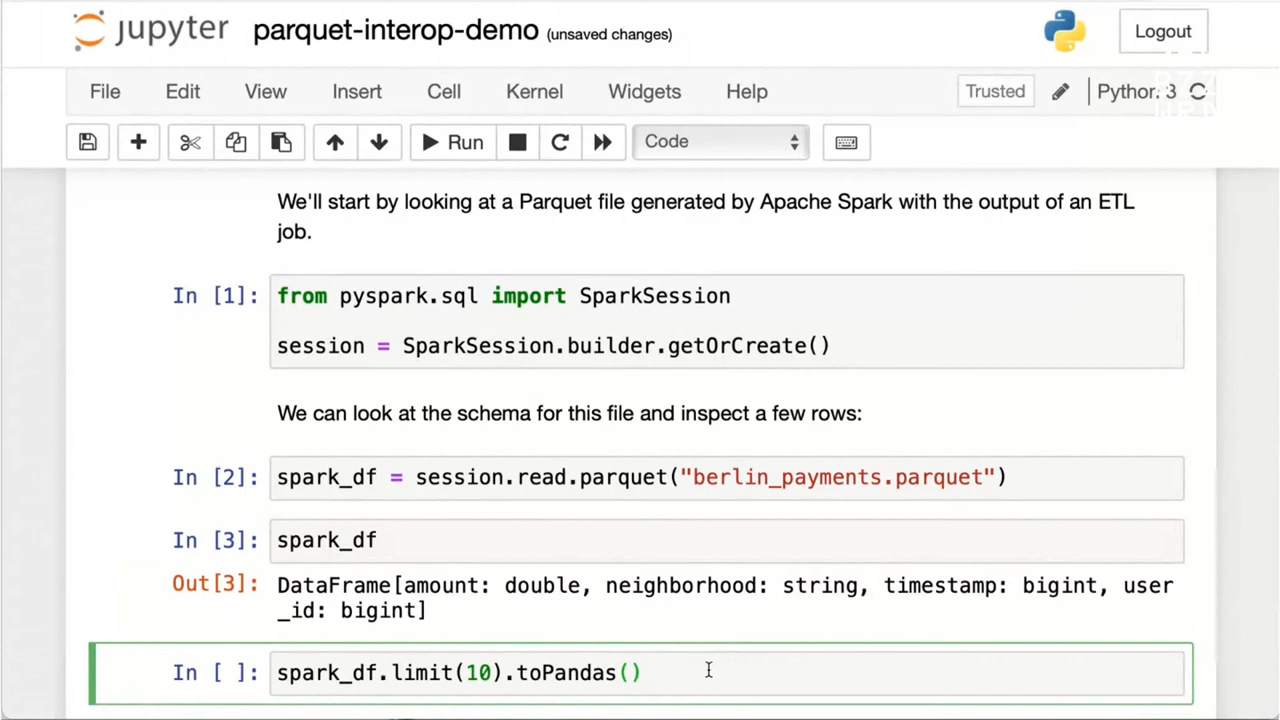 jupyter parquet-interop-demo (unsaved changes) Logout
File Edit View Insert Cell Kernel Widgets Help Trusted Python 3
Run Code
We'll start by looking at a Parquet file generated by Apache Spark with the output of an ETL
job.
In [1]: from pyspark.sql import SparkSession
session = SparkSession.builder.getOrCreate()
We can look at the schema for this file and inspect a few rows:
In [2]: spark_df = session.read.parquet("berlin_payments.parquet")
In [3]: spark_df
Out[3]: DataFrame[amount: double, neighborhood: string, timestamp: bigint, user
_id: bigint]
In [ ]: spark_df.limit(10).toPandas()